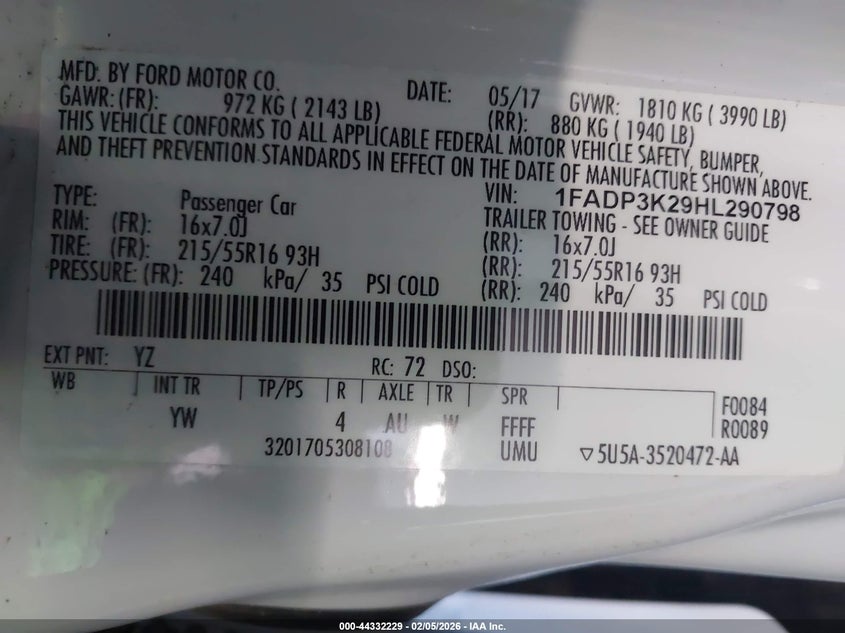 MFD. BY FORD MOTOR CO.
DATE: 05/17 GVWR: 1810 KG ( 3990 LB)
GAWR: (FR): 972 KG ( 2143 LB) (RR): 880 KG ( 1940 LB)
THIS VEHICLE CONFORMS TO ALL APPLICABLE FEDERAL MOTOR VEHICLE SAFETY, BUMPER,
AND THEFT PREVENTION STANDARDS IN EFFECT ON THE DATE OF MANUFACTURE SHOWN ABOVE.
VIN: 1FADP3K29HL290798
TYPE: Passenger Car TRAILER TOWING - SEE OWNER GUIDE
RIM: (FR): 16x7.0J (RR): 16x7.0J
TIRE: (FR): 215/55R16 93H (RR): 215/55R16 93H
PRESSURE: (FR): 240 kPa/ 35 PSI COLD (RR): 240 kPa/ 35 PSI COLD
EXT PNT: YZ RC: 72 DSO:
WB INT TR TP/PS R AXLE TR SPR F0084
YW 4 AU W FFFF R0089
3201705308108 UMU ▽5U5A-3520472-AA
000-44332229 - 02/05/2026 - IAA Inc.